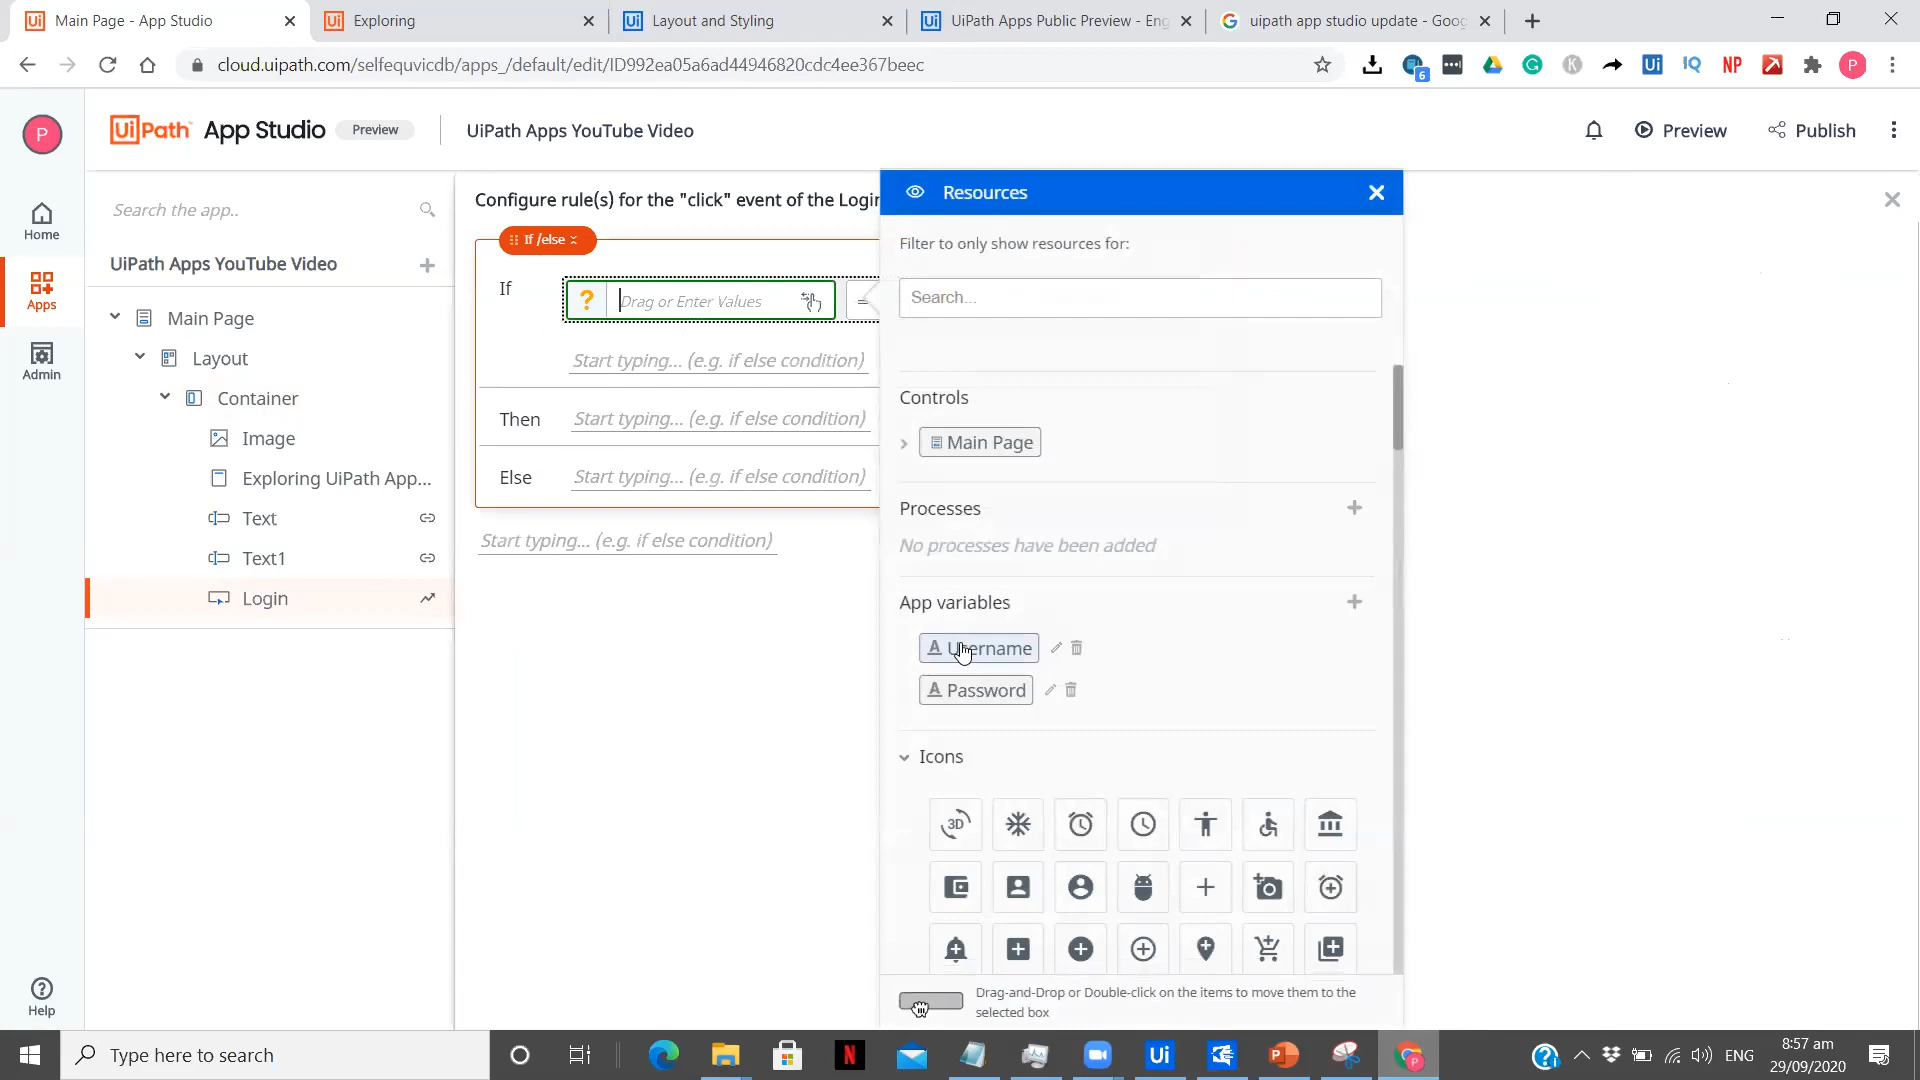 Main Page - App Studio
Exploring
Layout and Styling
UiPath Apps Public Preview - Eng
uipath app studio update - Goog
cloud.uipath.com/selfequvicdb/apps_/default/edit/ID992ea05a6ad44946820cdc4ee367beec
6
Ui
IQ
NP
P
P
UiPath App Studio
Preview
UiPath Apps YouTube Video
Preview
Publish
Home
Apps
Admin
Help
Search the app..
UiPath Apps YouTube Video
Main Page
Layout
Container
Image
Exploring UiPath App...
Text
Text1
Login
Configure rule(s) for the "click" event of the Login
If /else
If
?
Drag or Enter Values
=
Start typing... (e.g. if else condition)
Then
Start typing... (e.g. if else condition)
Else
Start typing... (e.g. if else condition)
Start typing... (e.g. if else condition)
Resources
Filter to only show resources for:
Search...
Controls
Main Page
Processes
No processes have been added
App variables
A Username
A Password
Icons
3D
Drag-and-Drop or Double-click on the items to move them to the
selected box
Type here to search
N
Ui
P
ENG
8:57 am
29/09/2020